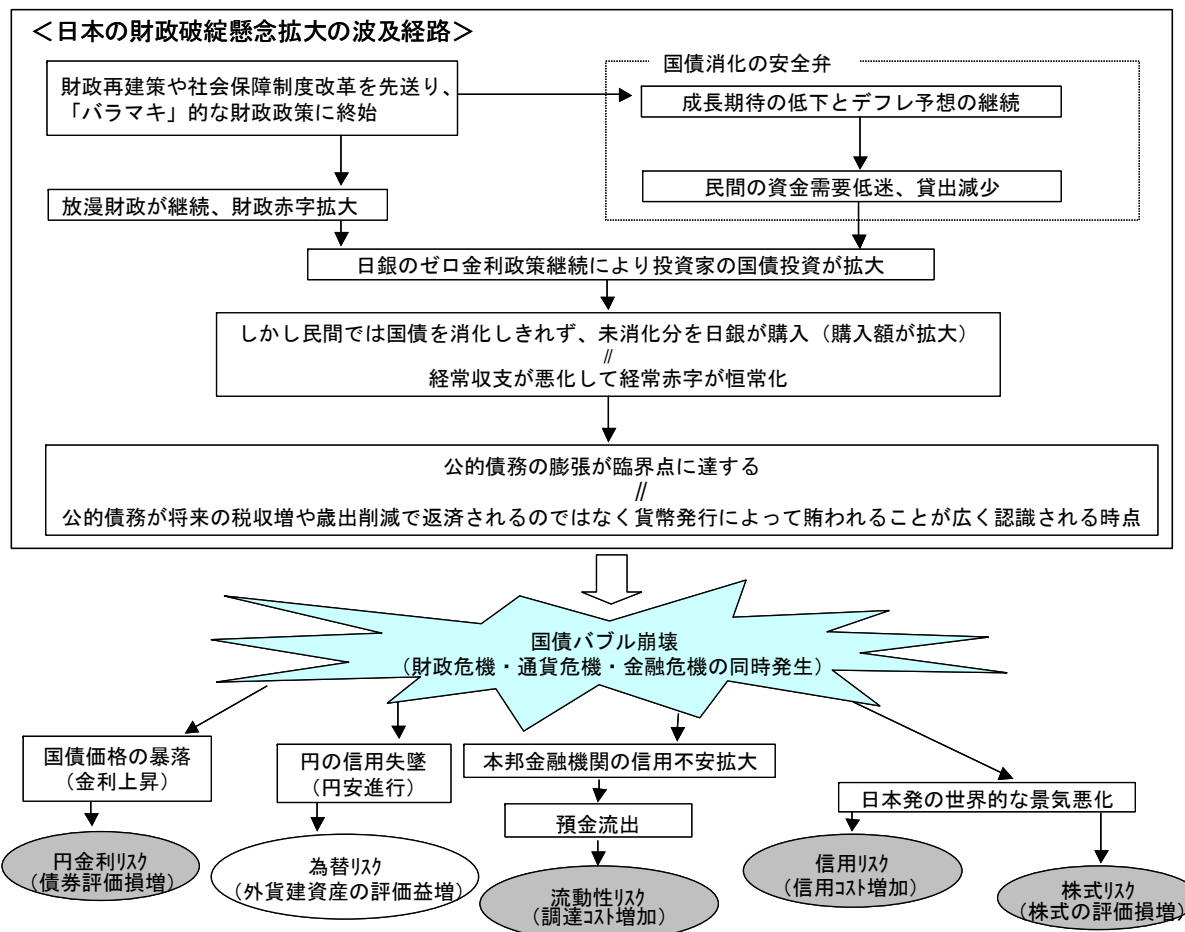 ＜日本の財政破綻懸念拡大の波及経路＞
財政再建策や社会保障制度改革を先送り、
「バラマキ」的な財政政策に終始
国債消化の安全弁
成長期待の低下とデフレ予想の継続
民間の資金需要低迷、貸出減少
放漫財政が継続、財政赤字拡大
日銀のゼロ金利政策継続により投資家の国債投資が拡大
しかし民間では国債を消化しきれず、未消化分を日銀が購入（購入額が拡大）
〃
経常収支が悪化して経常赤字が恒常化
公的債務の膨張が臨界点に達する
〃
公的債務が将来の税収増や歳出削減で返済されるのではなく貨幣発行によって賄われることが広く認識される時点
国債バブル崩壊
（財政危機・通貨危機・金融危機の同時発生）
国債価格の暴落
（金利上昇）
円金利ﾘｽｸ
（債券評価損増）
円の信用失墜
（円安進行）
為替ﾘｽｸ
（外貨建資産の評価益増）
本邦金融機関の信用不安拡大
預金流出
流動性ﾘｽｸ
（調達ｺｽﾄ増加）
日本発の世界的な景気悪化
信用ﾘｽｸ
（信用ｺｽﾄ増加）
株式ﾘｽｸ
（株式の評価損増）